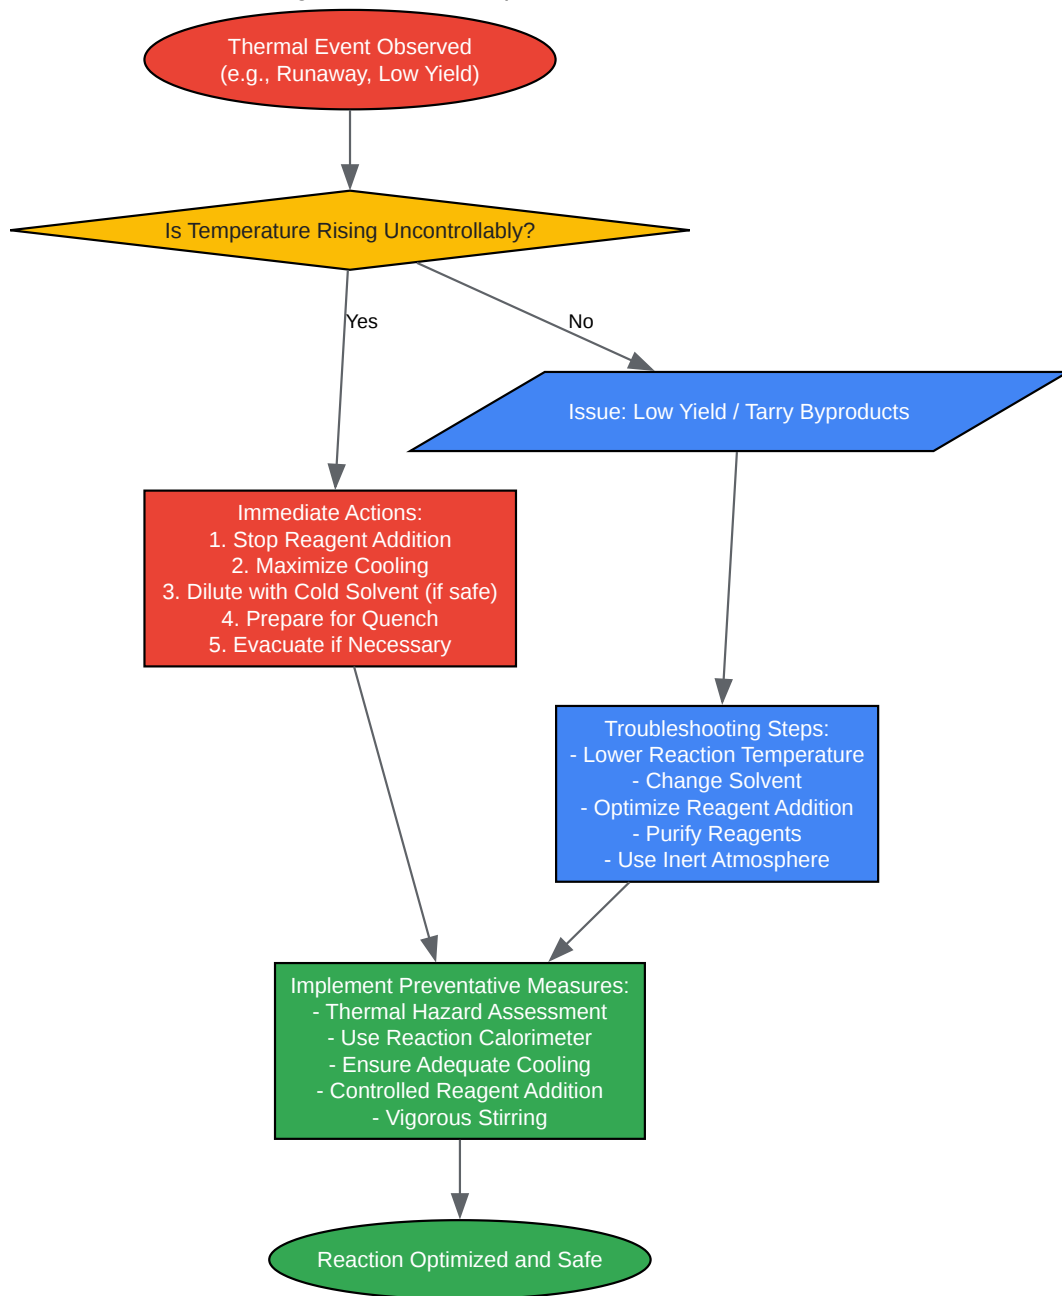 Thermal Event Observed
(e.g., Runaway, Low Yield)
Is Temperature Rising Uncontrollably?
Yes
No
Issue: Low Yield / Tarry Byproducts
Immediate Actions:
1. Stop Reagent Addition
2. Maximize Cooling
3. Dilute with Cold Solvent (if safe)
4. Prepare for Quench
5. Evacuate if Necessary
Troubleshooting Steps:
- Lower Reaction Temperature
- Change Solvent
- Optimize Reagent Addition
- Purify Reagents
- Use Inert Atmosphere
Implement Preventative Measures:
- Thermal Hazard Assessment
- Use Reaction Calorimeter
- Ensure Adequate Cooling
- Controlled Reagent Addition
- Vigorous Stirring
Reaction Optimized and Safe